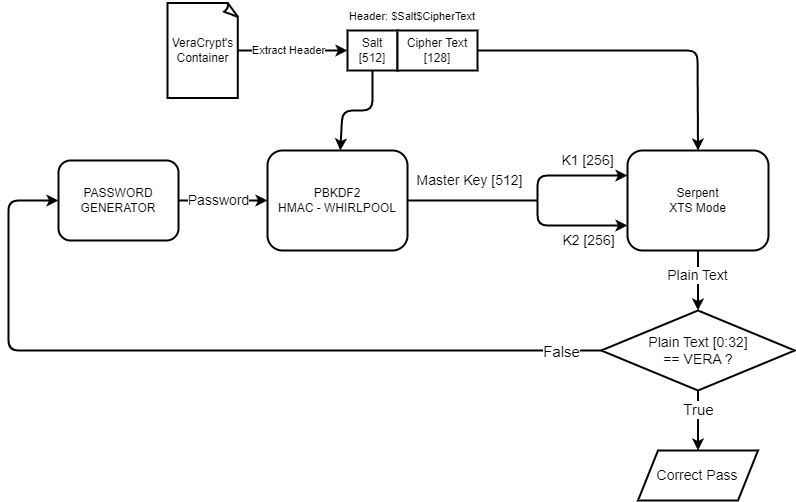 Header: $Salt$CipherText
VeraCrypt's
Container
Extract Header
Salt
[512]
Cipher Text
[128]
PASSWORD
GENERATOR
Password
PBKDF2
HMAC - WHIRLPOOL
Master Key [512]
K1 [256]
K2 [256]
Serpent
XTS Mode
Plain Text
Plain Text [0:32]
== VERA ?
False
True
Correct Pass